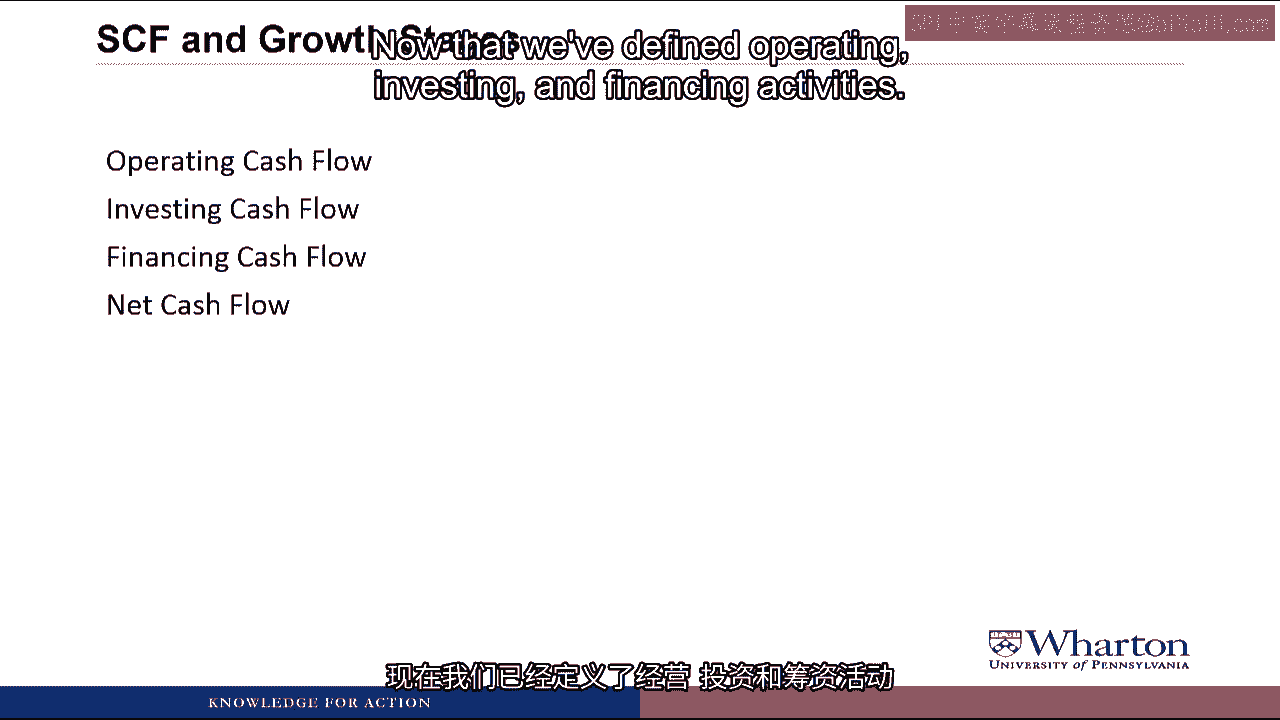 SCF and Growth Stages
Now that we've defined operating,
investing, and financing activities.
Operating Cash Flow
Investing Cash Flow
Financing Cash Flow
Net Cash Flow
Wharton
UNIVERSITY of PENNSYLVANIA
现在我们已经定义了经营 投资和筹资活动
KNOWLEDGE FOR ACTION